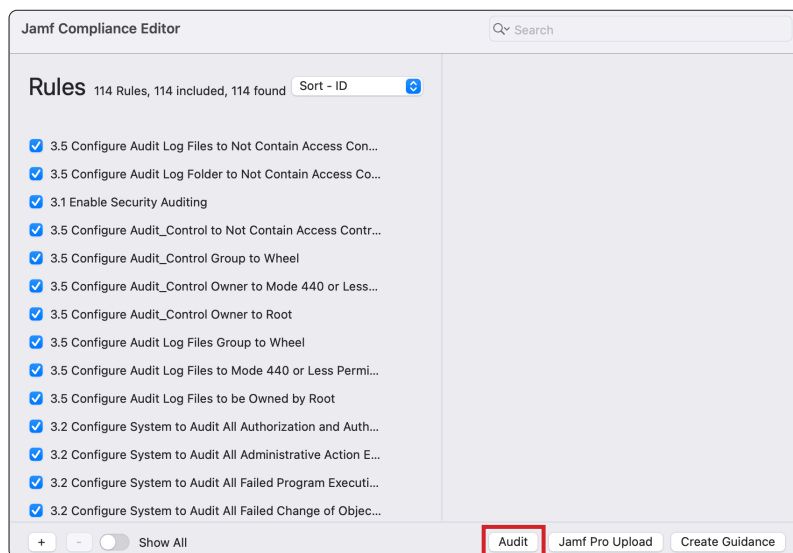 Jamf Compliance Editor
Search
Rules 114 Rules, 114 included, 114 found Sort - ID
3.5 Configure Audit Log Files to Not Contain Access Con...
3.5 Configure Audit Log Folder to Not Contain Access Co...
3.1 Enable Security Auditing
3.5 Configure Audit_Control to Not Contain Access Contr...
3.5 Configure Audit_Control Group to Wheel
3.5 Configure Audit_Control Owner to Mode 440 or Less...
3.5 Configure Audit_Control Owner to Root
3.5 Configure Audit Log Files Group to Wheel
3.5 Configure Audit Log Files to Mode 440 or Less Permi...
3.5 Configure Audit Log Files to be Owned by Root
3.2 Configure System to Audit All Authorization and Auth...
3.2 Configure System to Audit All Administrative Action E...
3.2 Configure System to Audit All Failed Program Executi...
3.2 Configure System to Audit All Failed Change of Objec...
+ - Show All Audit Jamf Pro Upload Create Guidance